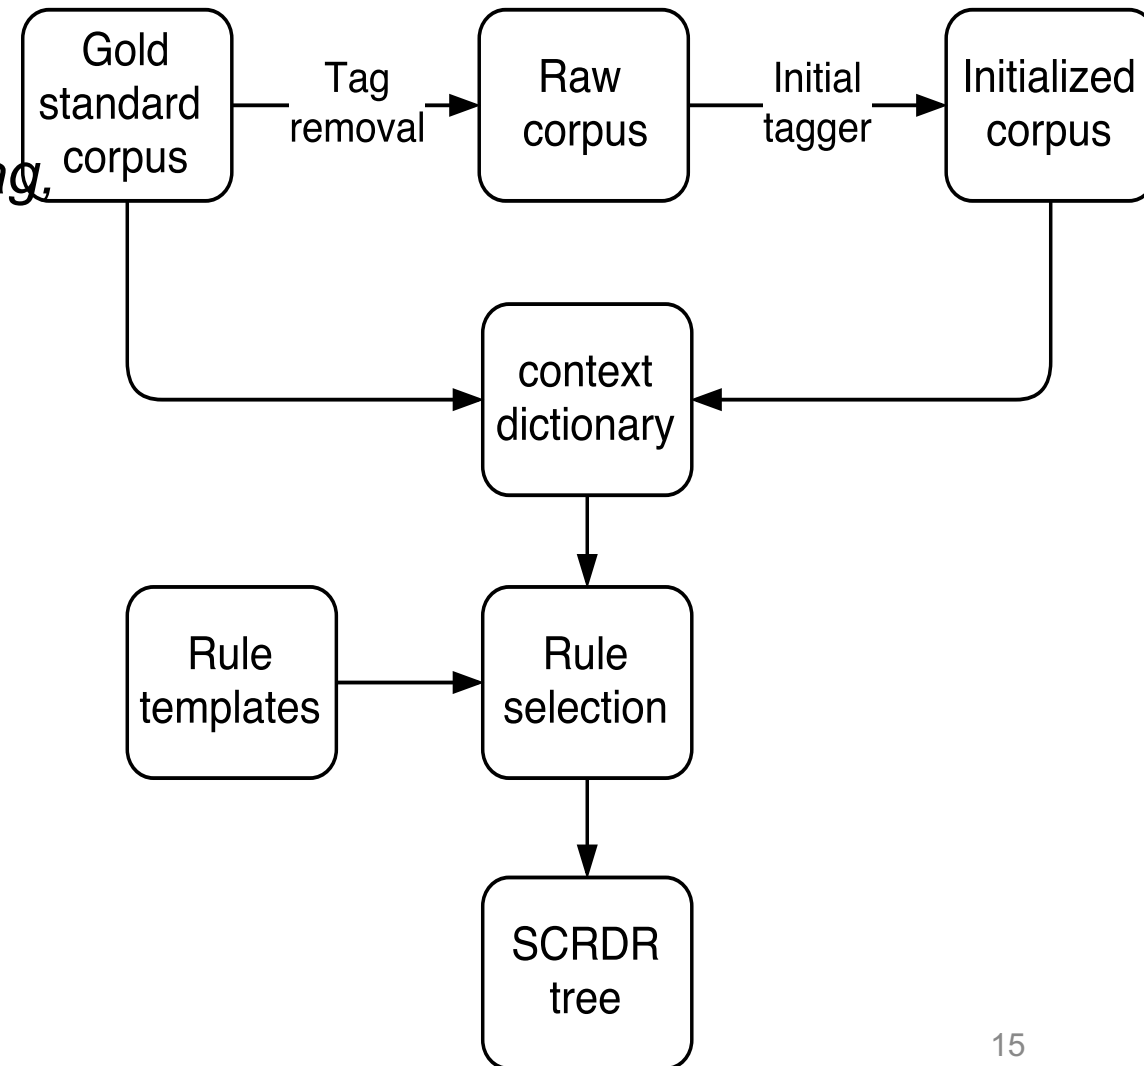 Gold
standard
corpus
Tag
removal
Raw
corpus
Initial
tagger
Initialized
corpus
context
dictionary
Rule
templates
Rule
selection
SCRDR
tree
15